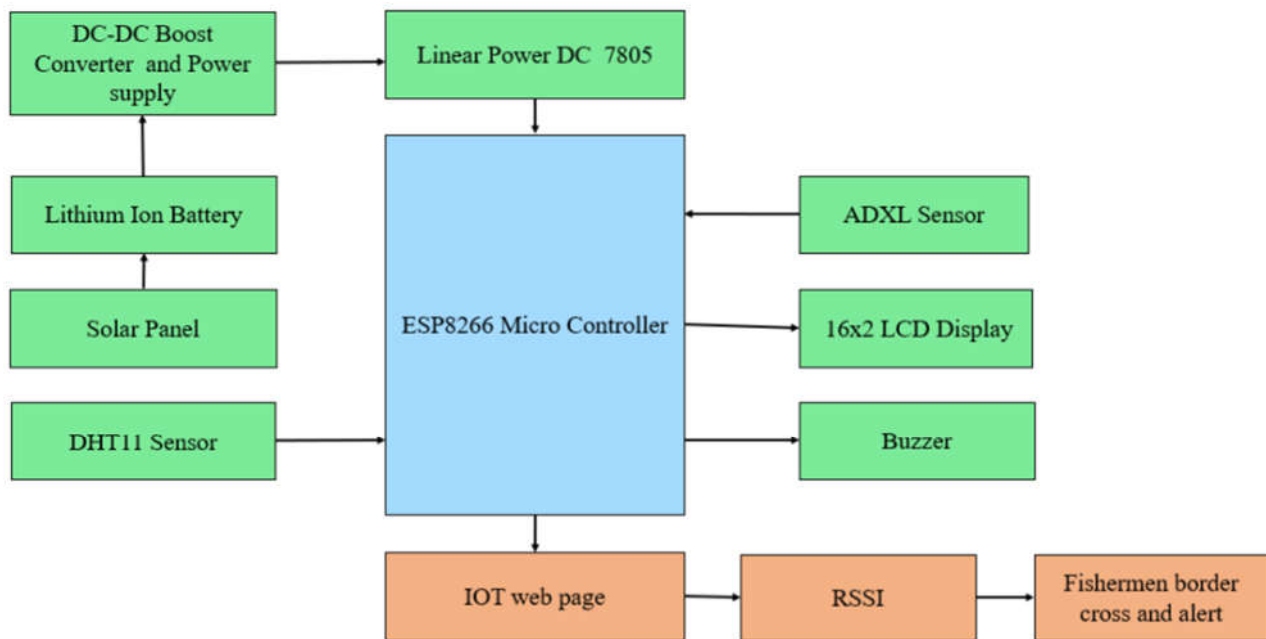 DC-DC Boost
Converter and Power
supply
Linear Power DC 7805
Lithium Ion Battery
ADXL Sensor
Solar Panel
ESP8266 Micro Controller
16x2 LCD Display
DHT11 Sensor
Buzzer
IOT web page
RSSI
Fishermen border
cross and alert